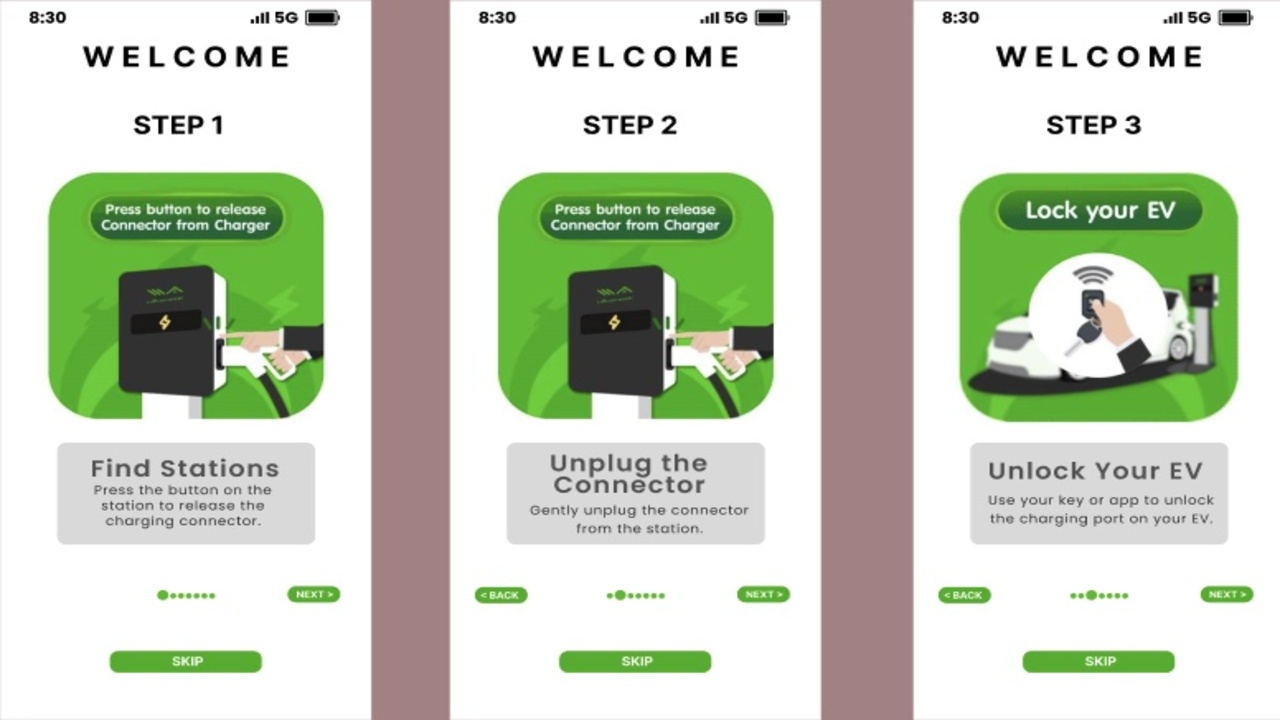 8:30
5G
WELCOME
STEP 1
Press button to release
Connector from Charger
Find Stations
Press the button on the
station to release the
charging connector.
NEXT >
SKIP
8:30
5G
WELCOME
STEP 2
Press button to release
Connector from Charger
Unplug the
Connector
Gently unplug the connector
from the station.
< BACK
NEXT >
SKIP
8:30
5G
WELCOME
STEP 3
Lock your EV
Unlock Your EV
Use your key or app to unlock
the charging port on your EV.
< BACK
NEXT >
SKIP